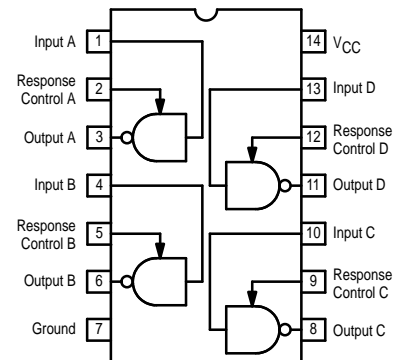 Input A 1
Response
Control A 2
Output A 3
Input B 4
Response
Control B 5
Output B 6
Ground 7
14 VCC
13 Input D
12 Response
Control D
11 Output D
10 Input C
9 Response
Control C
8 Output C